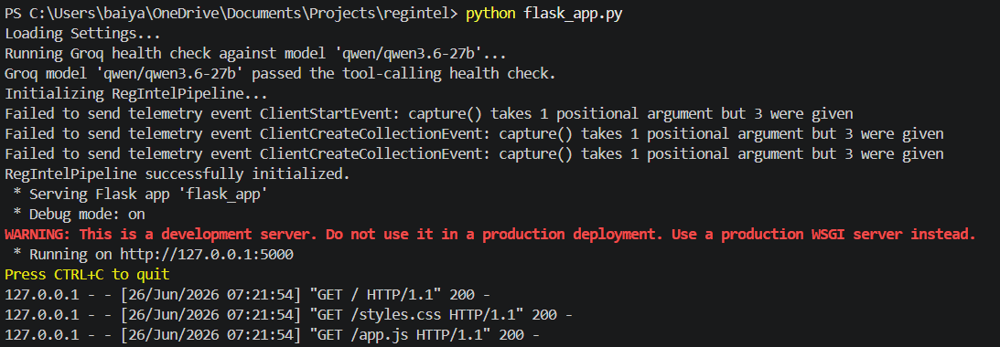 PS C:\Users\baiya\OneDrive\Documents\Projects\regintel> python flask_app.py
Loading Settings...
Running Groq health check against model 'qwen/qwen3.6-27b'...
Groq model 'qwen/qwen3.6-27b' passed the tool-calling health check.
Initializing RegIntelPipeline...
Failed to send telemetry event ClientStartEvent: capture() takes 1 positional argument but 3 were given
Failed to send telemetry event ClientCreateCollectionEvent: capture() takes 1 positional argument but 3 were given
Failed to send telemetry event ClientCreateCollectionEvent: capture() takes 1 positional argument but 3 were given
RegIntelPipeline successfully initialized.
 * Serving Flask app 'flask_app'
 * Debug mode: on
WARNING: This is a development server. Do not use it in a production deployment. Use a production WSGI server instead.
 * Running on http://127.0.0.1:5000
Press CTRL+C to quit
127.0.0.1 - - [26/Jun/2026 07:21:54] "GET / HTTP/1.1" 200 -
127.0.0.1 - - [26/Jun/2026 07:21:54] "GET /styles.css HTTP/1.1" 200 -
127.0.0.1 - - [26/Jun/2026 07:21:54] "GET /app.js HTTP/1.1" 200 -